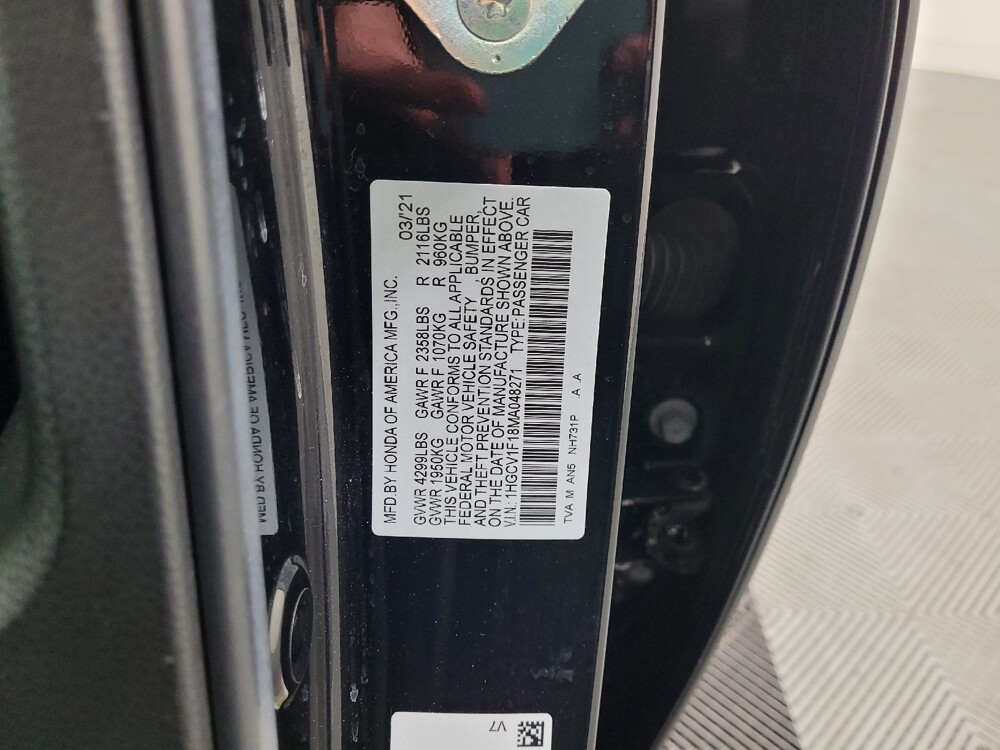 MFD.BY HONDA OF AMERICA MFG.,INC. 03/'21
GVWR 4299LBS GAWR F 2358LBS R 2116LBS
GVWR 1950KG GAWR F 1070KG R 960KG
THIS VEHICLE CONFORMS TO ALL APPLICABLE
FEDERAL MOTOR VEHICLE SAFETY , BUMPER,
AND THEFT PREVENTION STANDARDS IN EFFECT
ON THE DATE OF MANUFACTURE SHOWN ABOVE.
V.I.N.: 1HGCV1F18MA048271 TYPE: PASSENGER CAR
TVA M AN5 NH731P .A .A
V7